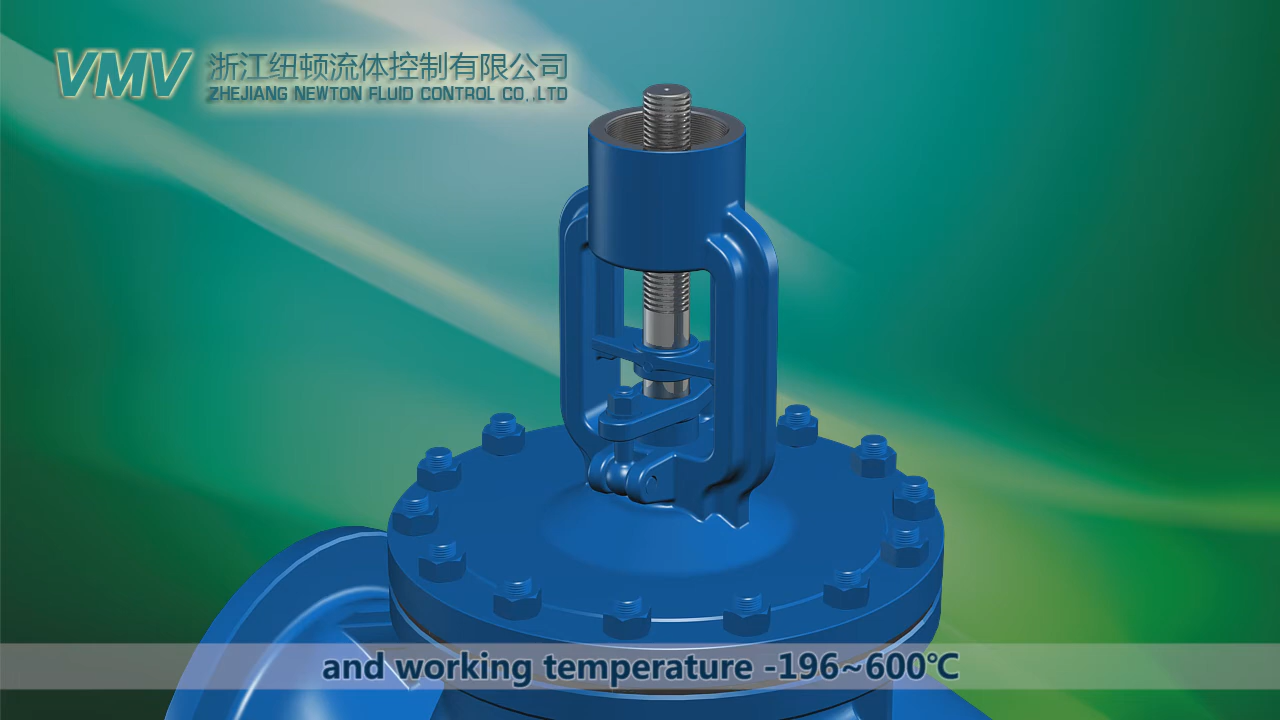 VMV 浙江纽顿流体控制有限公司
ZHEJIANG NEWTON FLUID CONTROL CO.,LTD
and working temperature -196~600℃